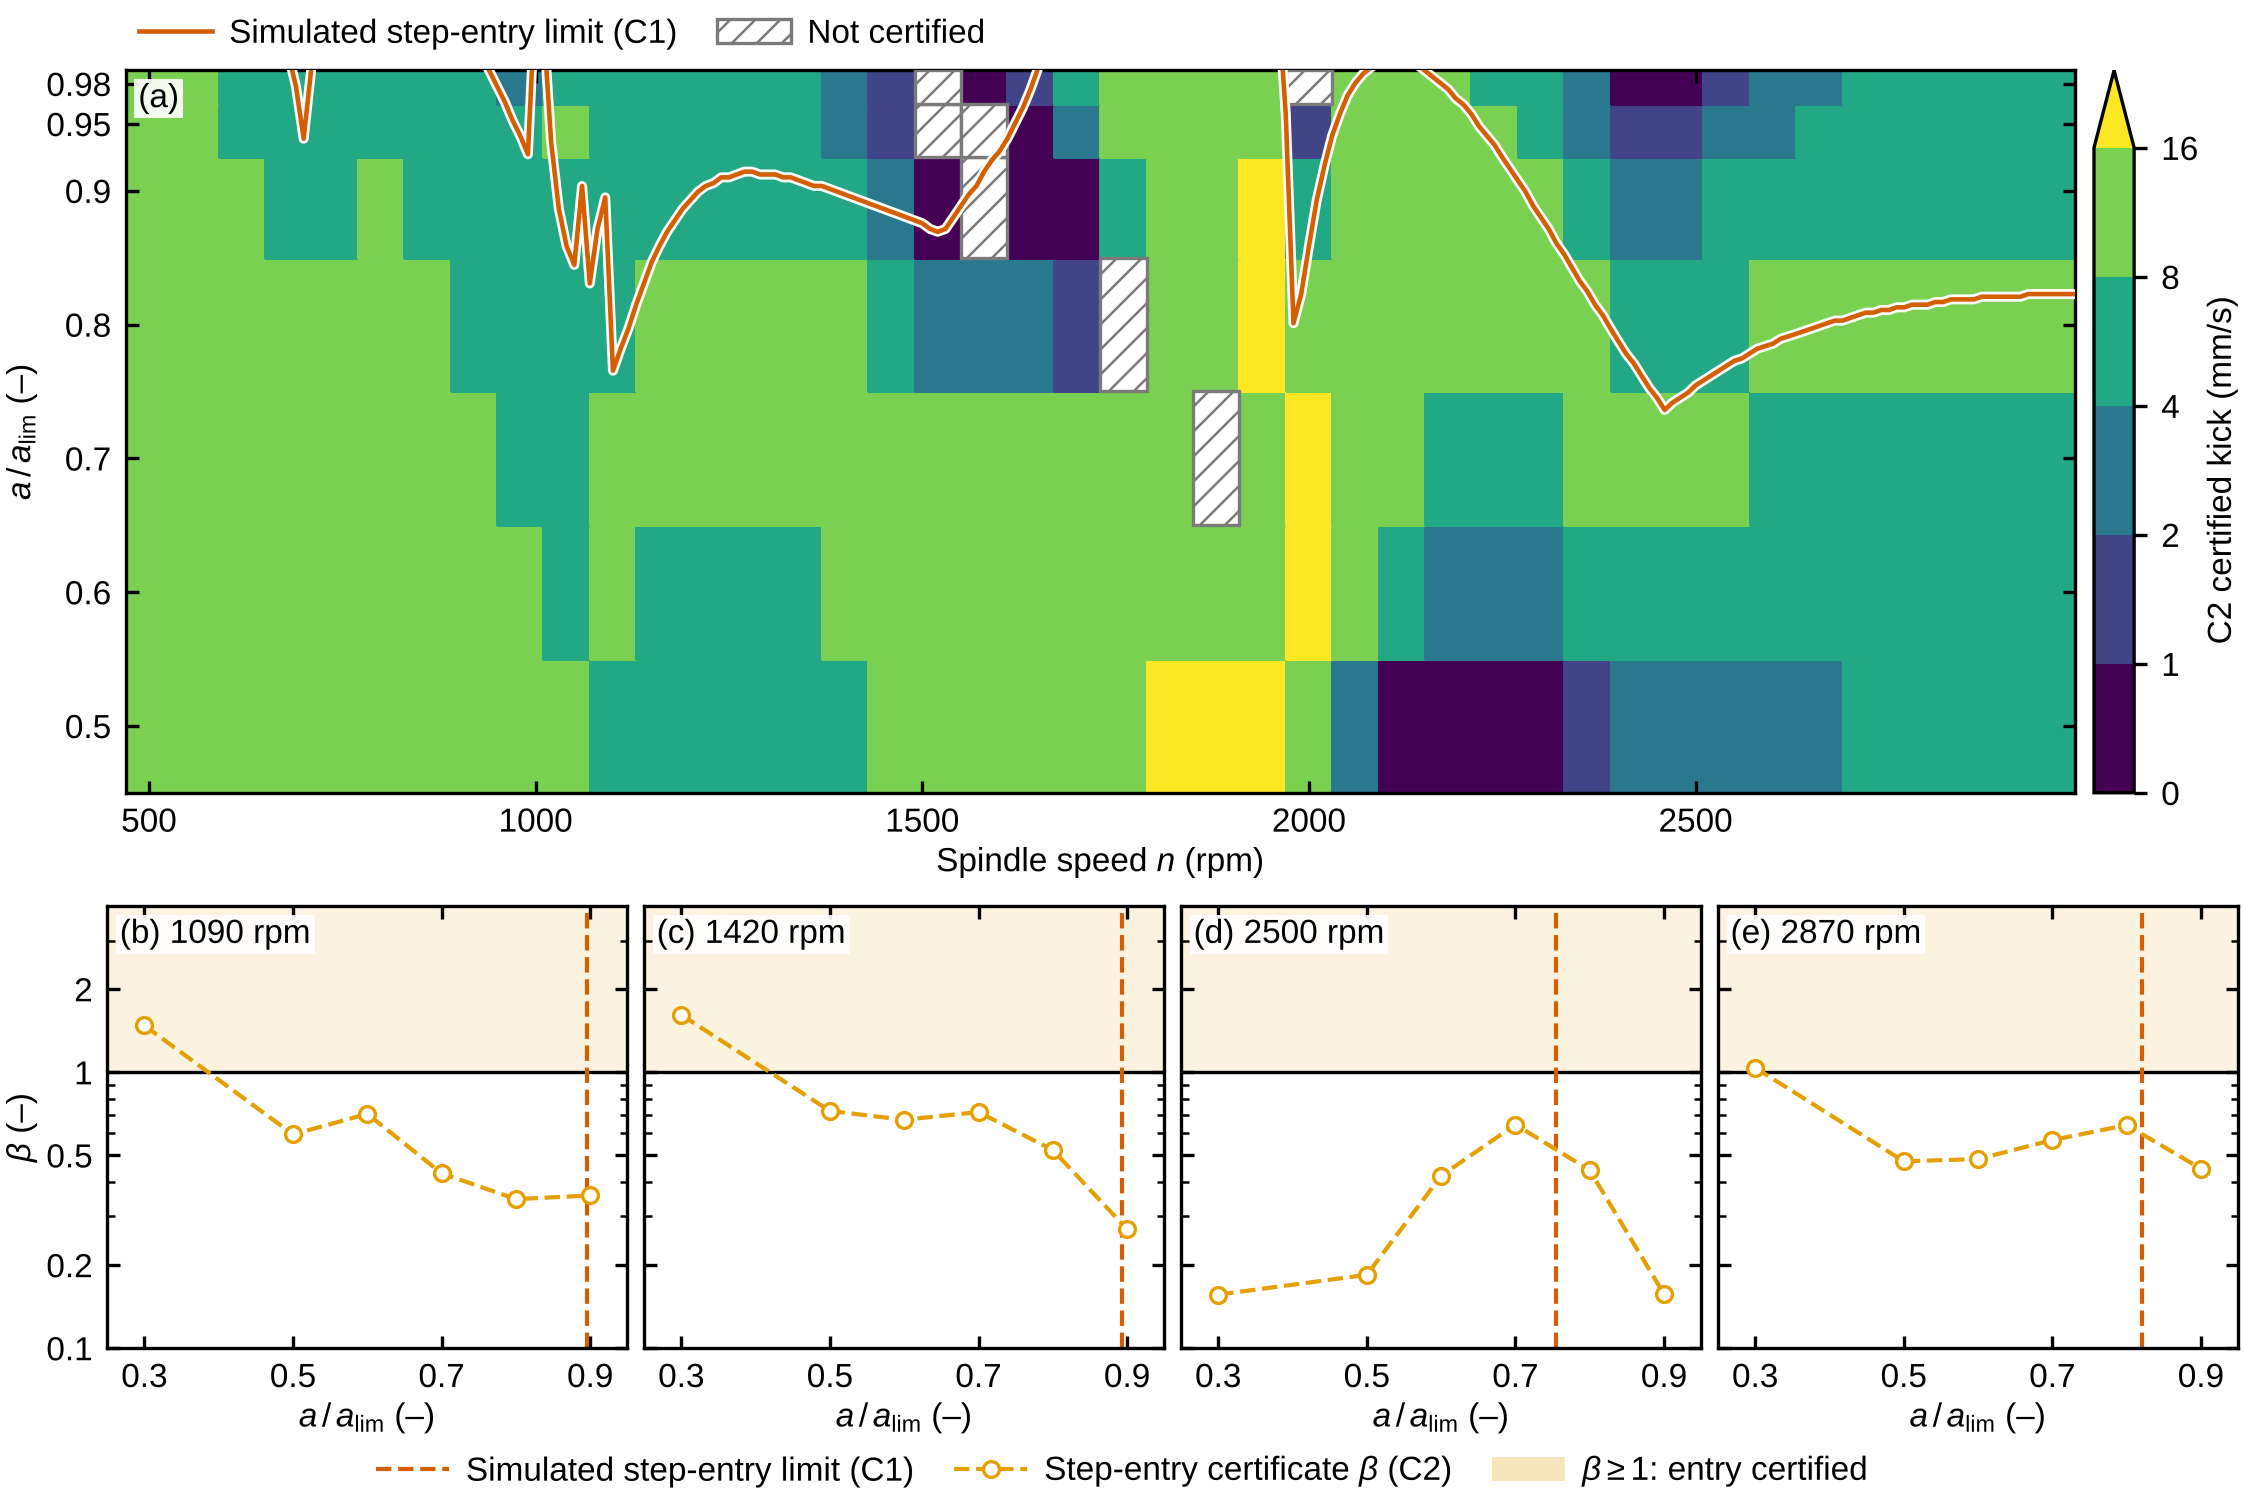 Simulated step-entry limit (C1)
Not certified
(a)
0.98
0.95
0.9
0.8
0.7
0.6
0.5
a / a_lim (–)
500
1000
1500
2000
2500
Spindle speed n (rpm)
16
8
4
2
1
0
C2 certified kick (mm/s)
(b) 1090 rpm
(c) 1420 rpm
(d) 2500 rpm
(e) 2870 rpm
2
1
0.5
0.2
0.1
β (–)
0.3 0.5 0.7 0.9
0.3 0.5 0.7 0.9
0.3 0.5 0.7 0.9
0.3 0.5 0.7 0.9
a / a_lim (–)
a / a_lim (–)
a / a_lim (–)
a / a_lim (–)
Simulated step-entry limit (C1)
Step-entry certificate β (C2)
β ≥ 1: entry certified